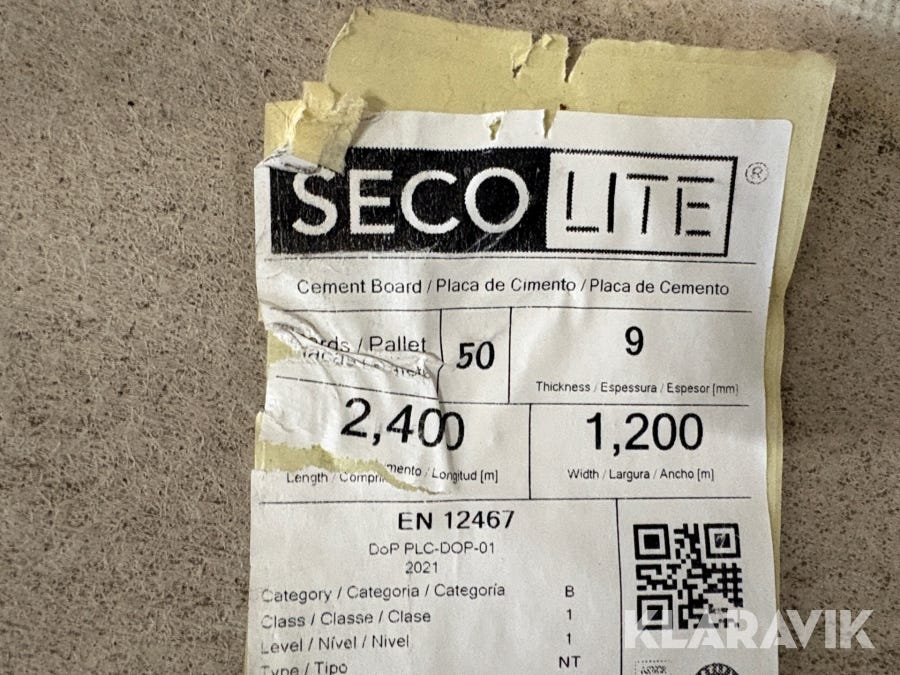 SECO LITE ®
Cement Board / Placa de Cimento / Placa de Cemento
/ Pallet 50
9
Thickness / Espessura / Espesor [mm]
2,400
1,200
Length / / Longitud [m]
Width / Largura / Ancho [m]
EN 12467
DoP PLC-DOP-01
2021
Category / Categoria / Categoría B
Class / Classe / Clase 1
Level / Nível / Nivel 1
Type / Tipo NT
KLARAVIK